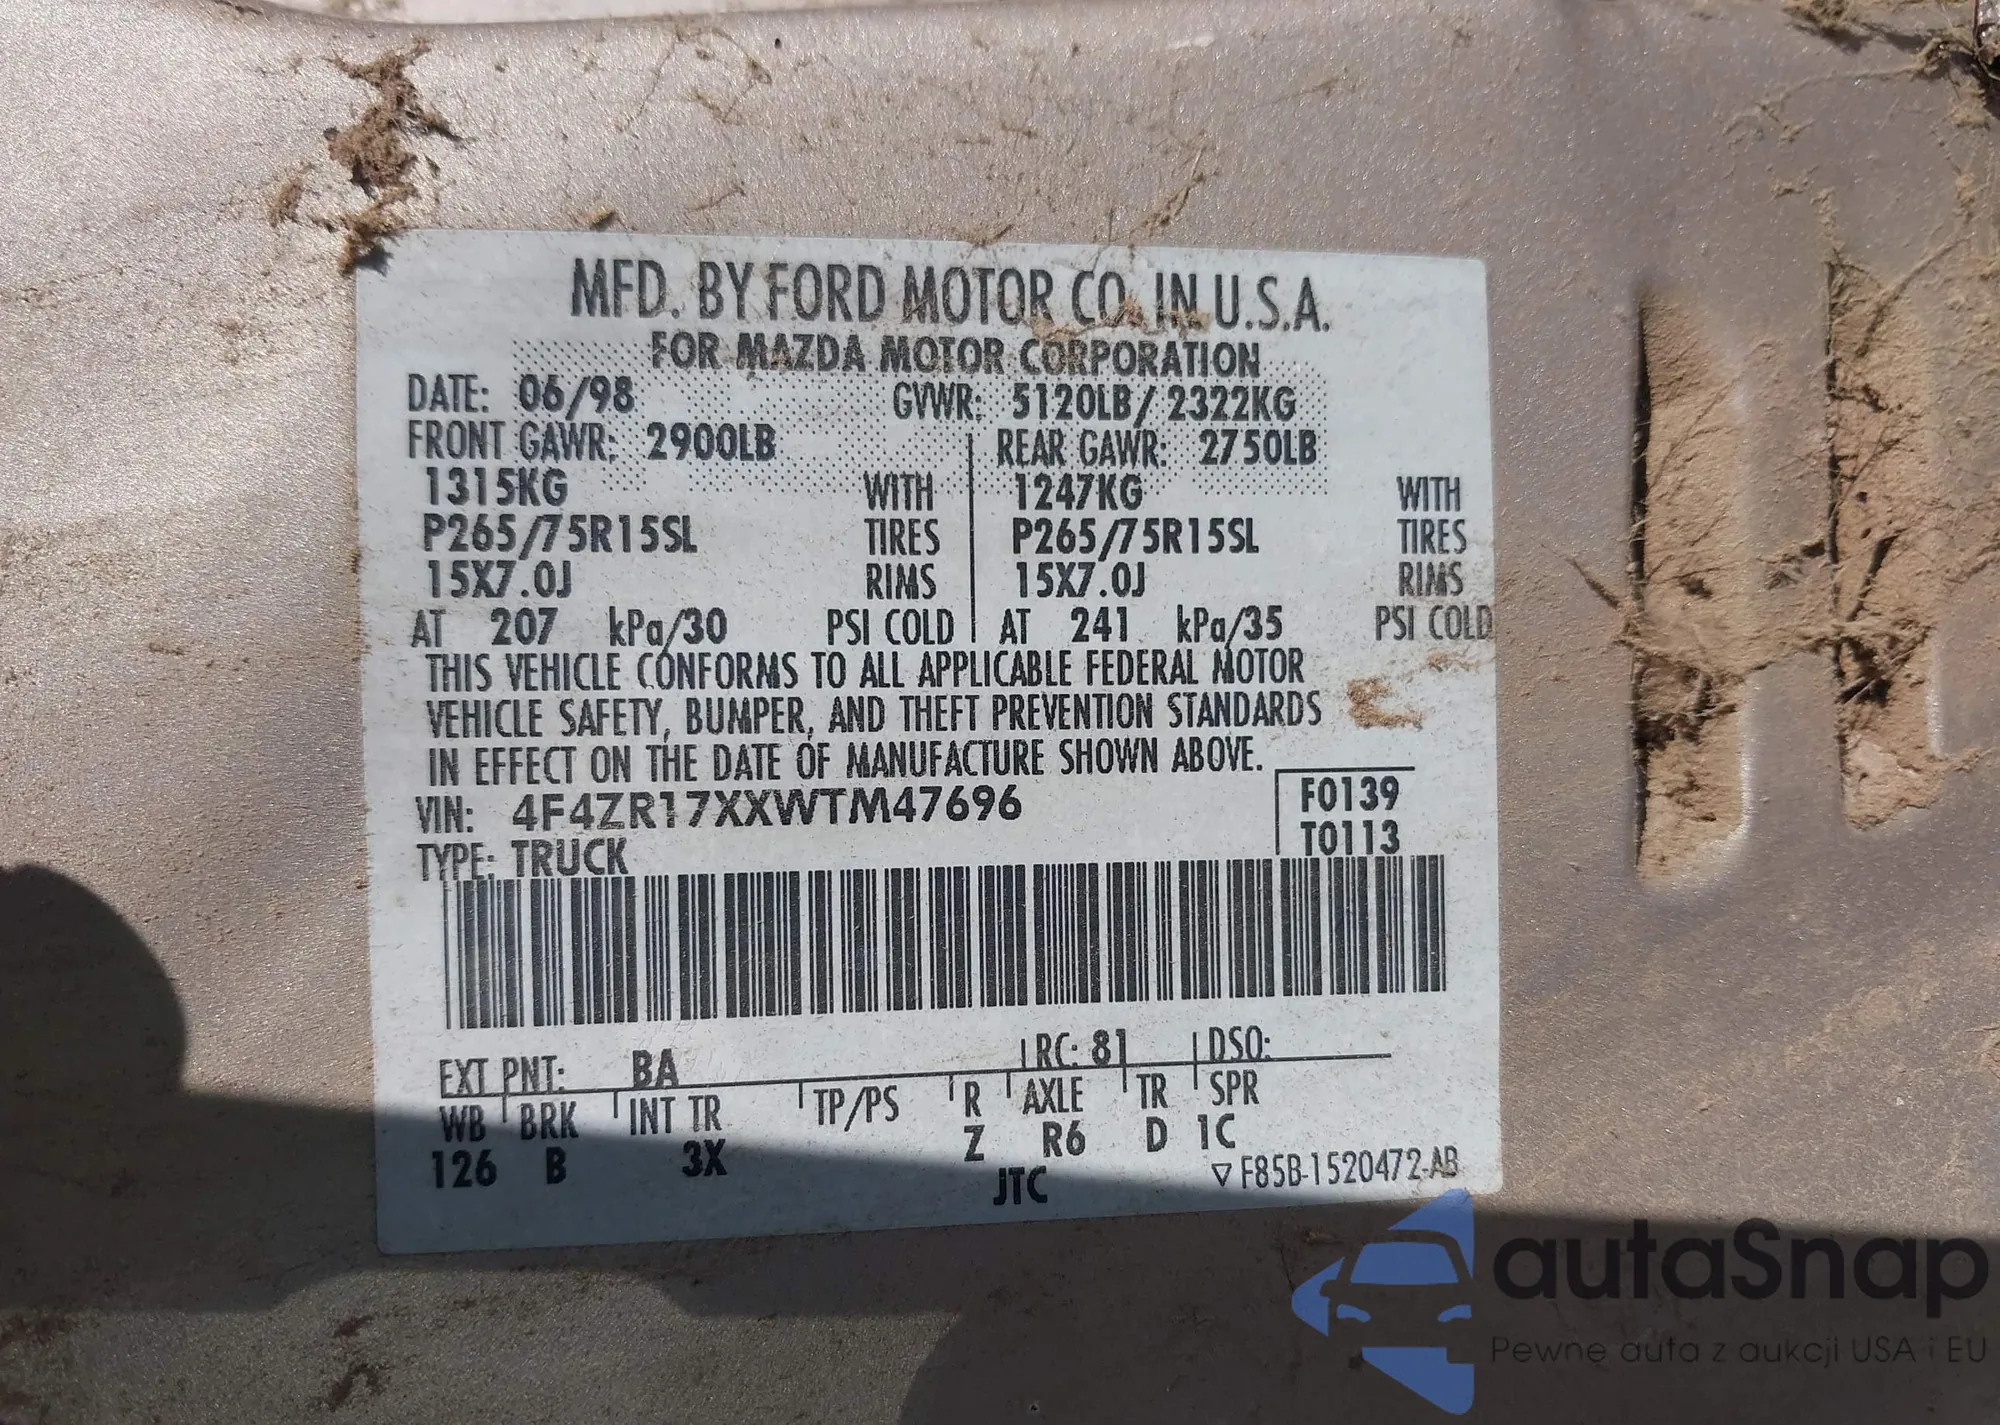 MFD. BY FORD MOTOR CO. IN U.S.A.
FOR MAZDA MOTOR CORPORATION
DATE: 06/98 GVWR: 5120LB/ 2322KG
FRONT GAWR: 2900LB REAR GAWR: 2750LB
1315KG WITH 1247KG WITH
P265/75R15SL TIRES P265/75R15SL TIRES
15X7.0J RIMS 15X7.0J RIMS
AT 207 kPa/30 PSI COLD AT 241 kPa/35 PSI COLD
THIS VEHICLE CONFORMS TO ALL APPLICABLE FEDERAL MOTOR
VEHICLE SAFETY, BUMPER, AND THEFT PREVENTION STANDARDS
IN EFFECT ON THE DATE OF MANUFACTURE SHOWN ABOVE.
VIN: 4F4ZR17XXWTM47696 F0139
TYPE: TRUCK T0113
EXT PNT: BA RC: 81 DSO:
WB BRK INT TR TP/PS R AXLE TR SPR
126 B 3X Z R6 D 1C
JTC ▽ F85B-1520472-AB
autaSnap
Pewne auta z aukcji USA i EU